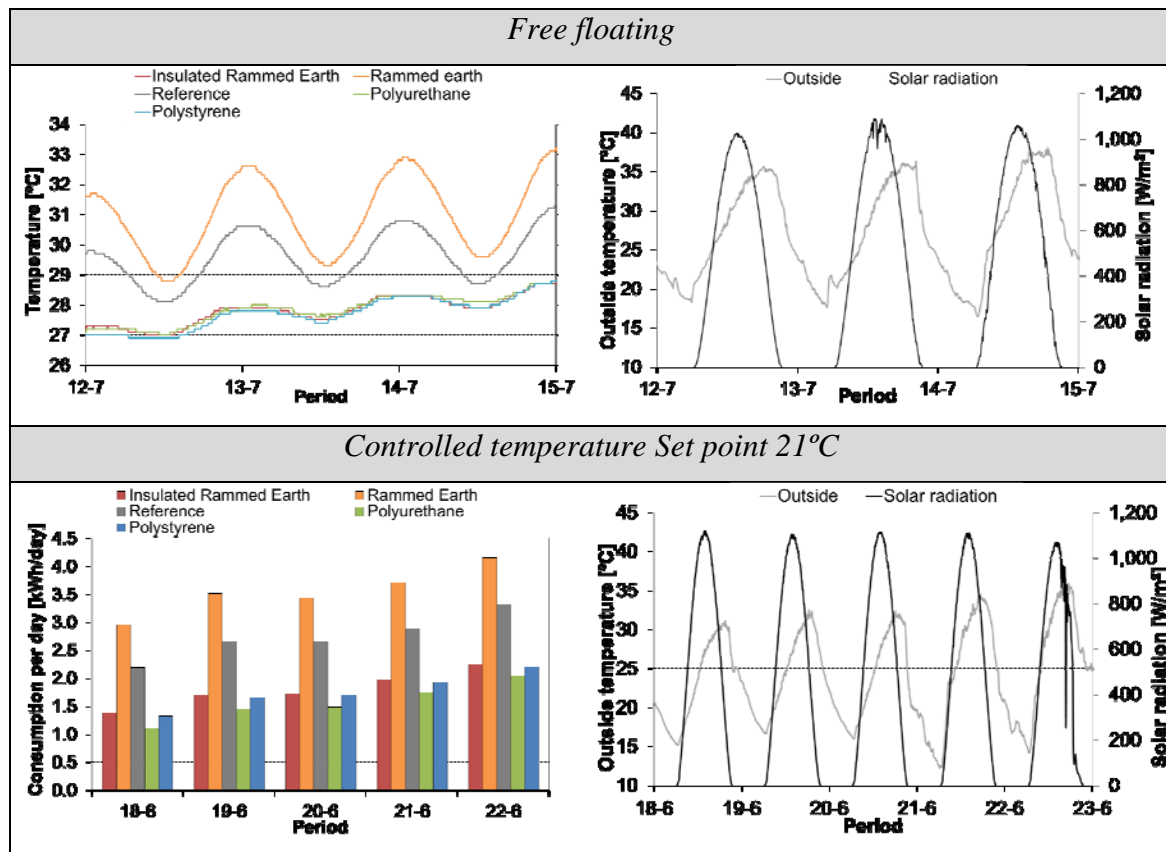 Free floating
Insulated Rammed Earth Rammed earth
Reference Polyurethane
Polystyrene
34
33
32
31
30
29
28
27
26
Temperature [ºC]
12-7 13-7 14-7 15-7
Period
Outside Solar radiation
45
40
35
30
25
20
15
10
Outside temperature [ºC]
1,200
1,000
800
600
400
200
0
Solar radiation [W/m²]
12-7 13-7 14-7 15-7
Period
Controlled temperature Set point 21ºC
Insulated Rammed Earth Rammed Earth
Reference Polyurethane
Polystyrene
4.5
4.0
3.5
3.0
2.5
2.0
1.5
1.0
0.5
0.0
Consumption per day [kWh/day]
18-6 19-6 20-6 21-6 22-6
Period
Outside Solar radiation
45
40
35
30
25
20
15
10
Outside temperature [ºC]
1,200
1,000
800
600
400
200
0
Solar radiation [W/m²]
18-6 19-6 20-6 21-6 22-6 23-6
Period